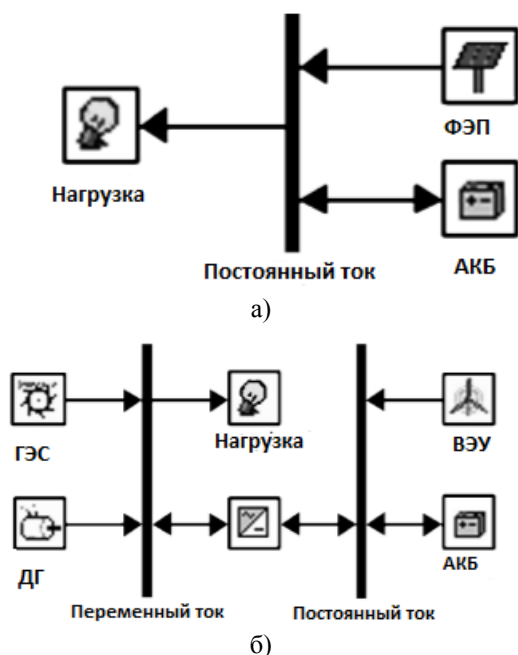 ФЭП
Нагрузка
АКБ
Постоянный ток
а)
ГЭС
Нагрузка
ВЭУ
ДГ
АКБ
Переменный ток
Постоянный ток
б)